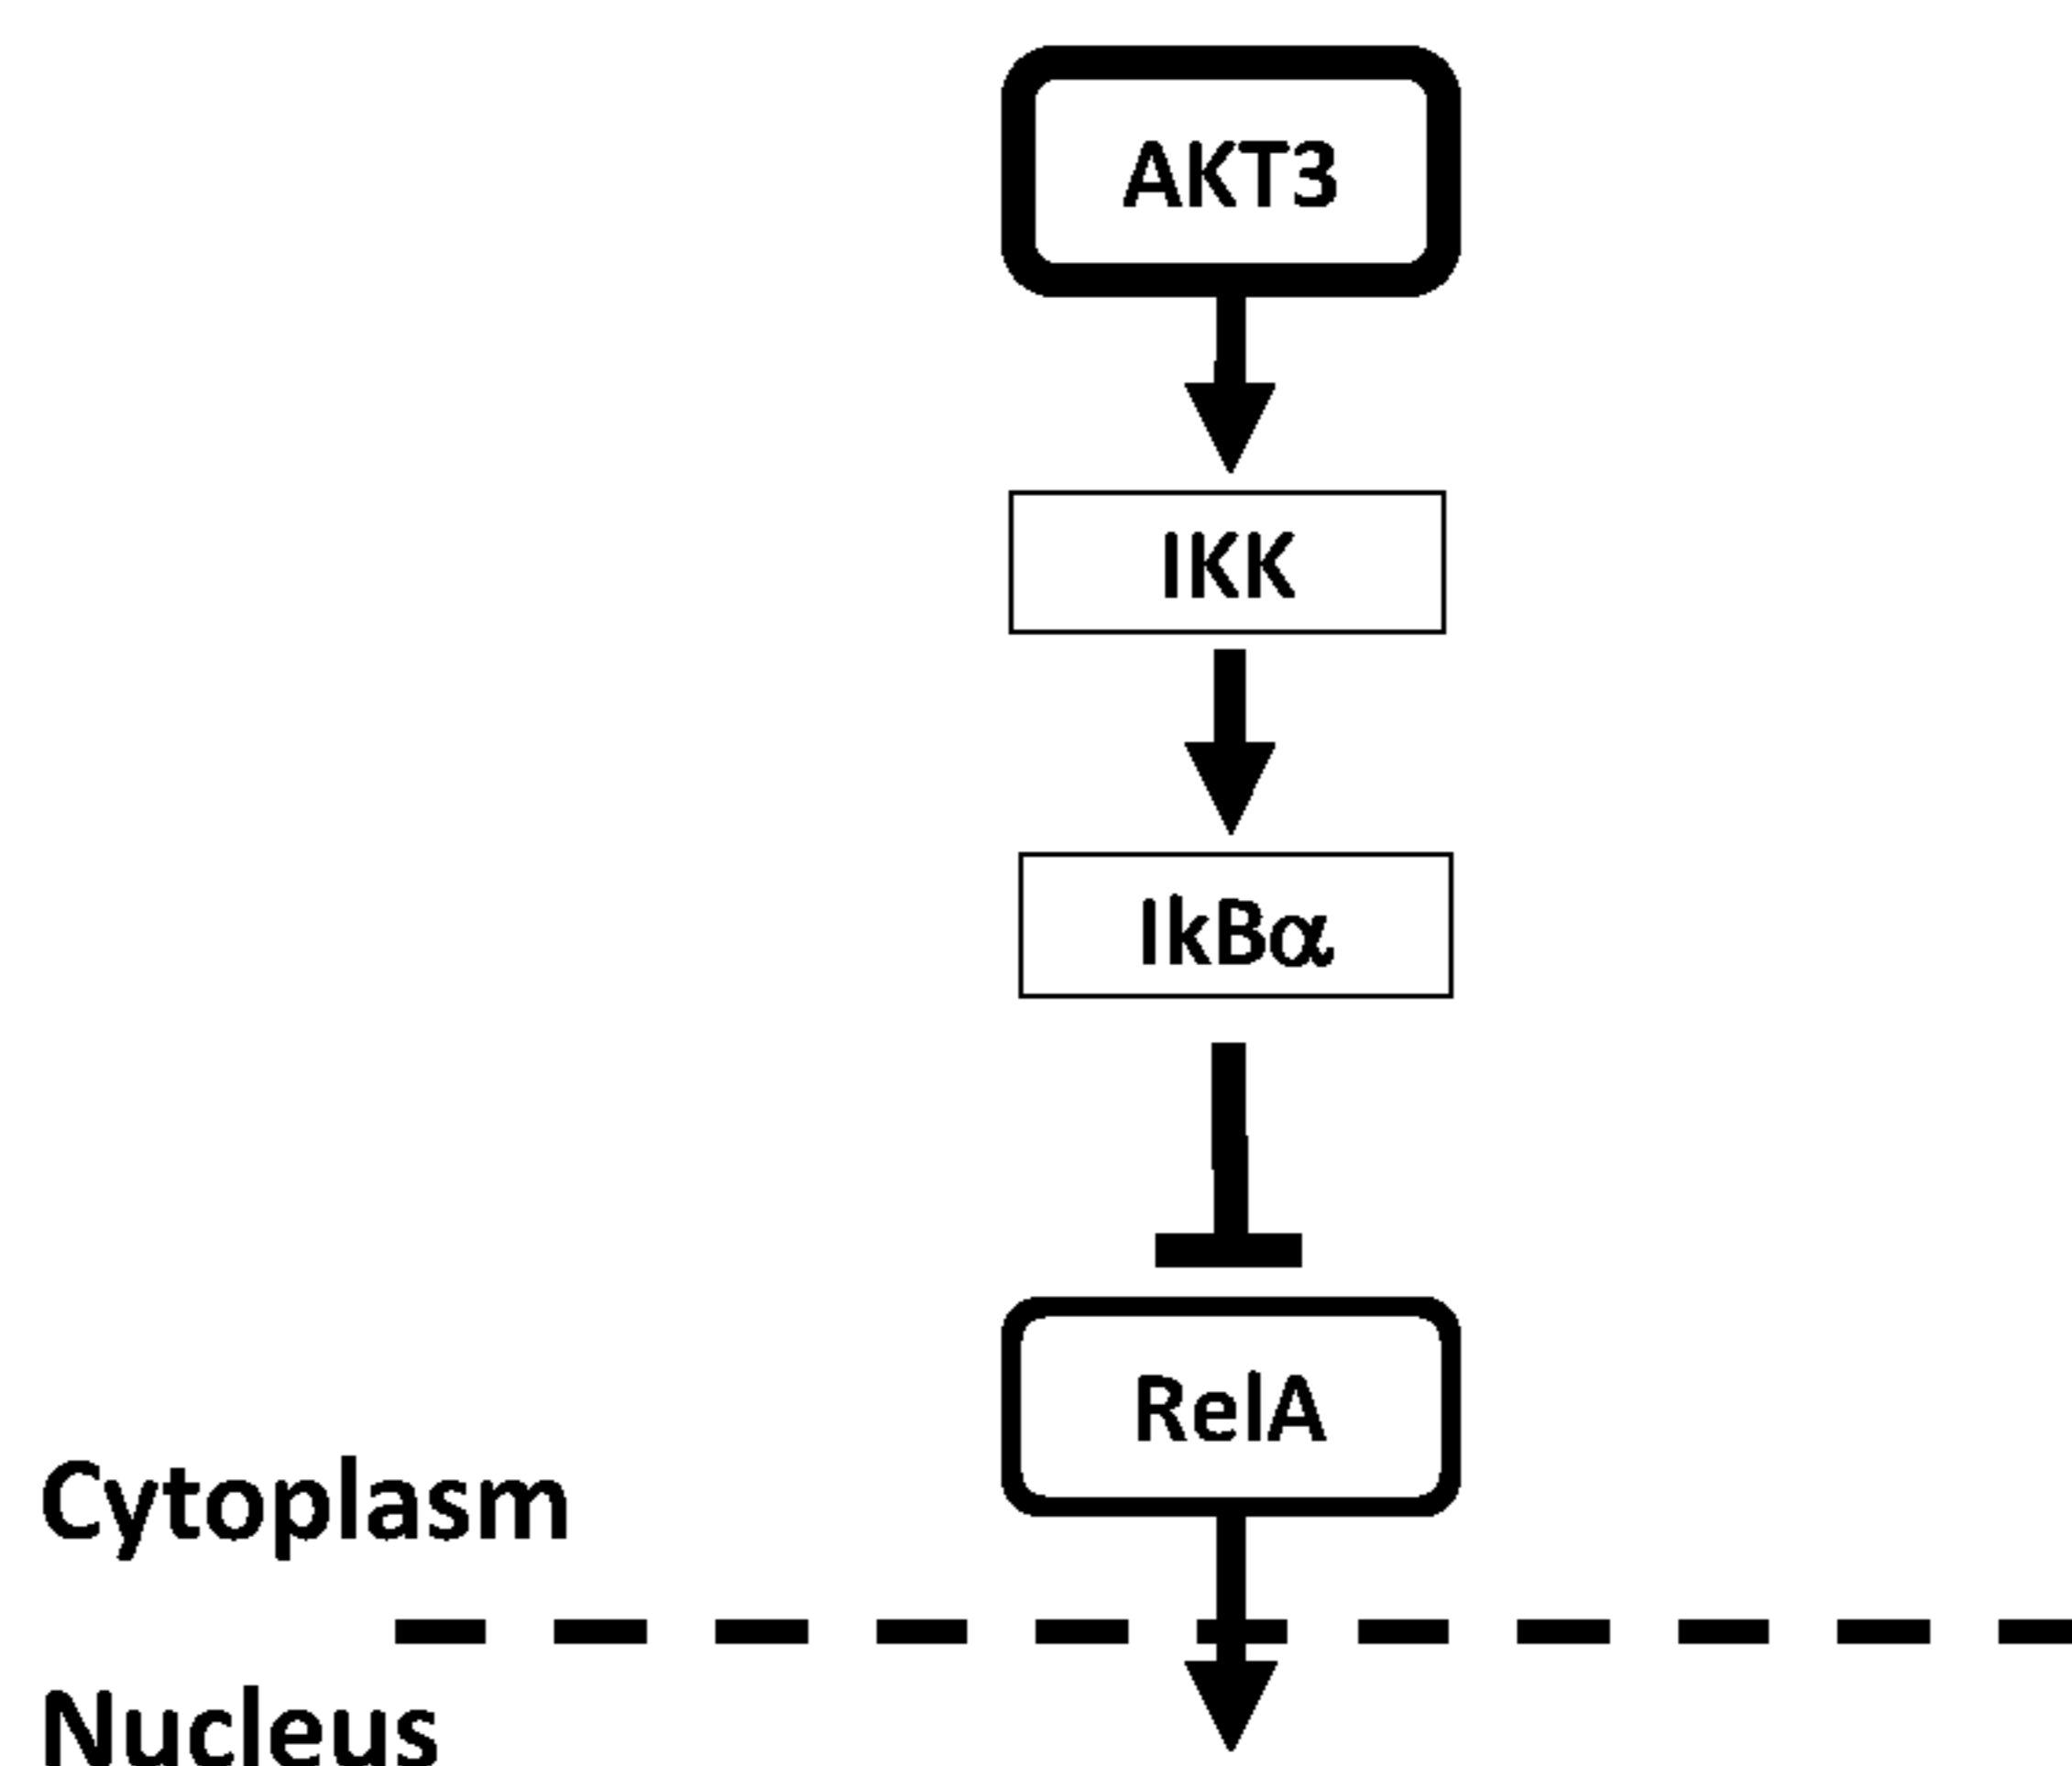 AKT3
IKK
IkBα
RelA
Cytoplasm
Nucleus